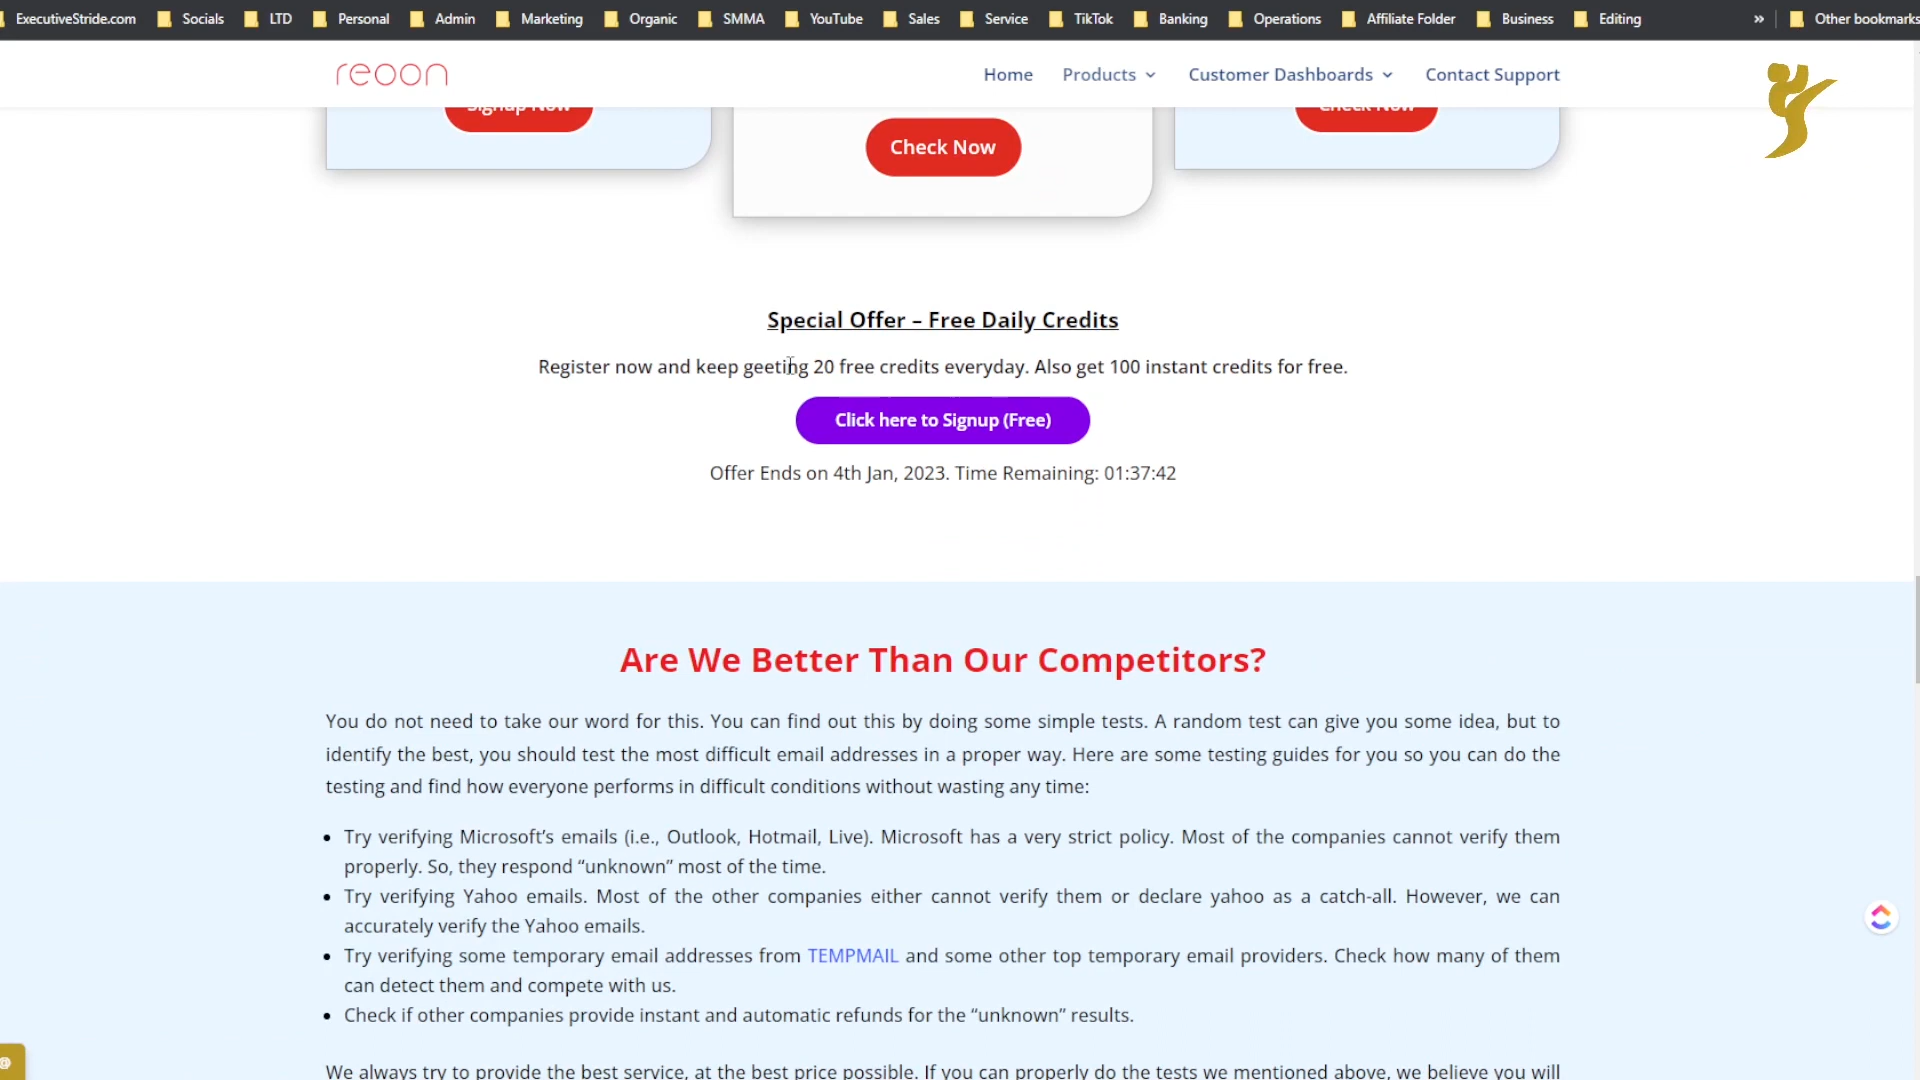 ExecutiveStride.com Socials LTD Personal Admin Marketing Organic SMMA YouTube Sales Service TikTok Banking Operations Affiliate Folder Business Editing » Other bookmarks
reoon Home Products Customer Dashboards Contact Support
Signup Now Check Now
Check Now
Special Offer – Free Daily Credits
Register now and keep geeting 20 free credits everyday. Also get 100 instant credits for free.
Click here to Signup (Free)
Offer Ends on 4th Jan, 2023. Time Remaining: 01:37:42
Are We Better Than Our Competitors?
You do not need to take our word for this. You can find out this by doing some simple tests. A random test can give you some idea, but to
identify the best, you should test the most difficult email addresses in a proper way. Here are some testing guides for you so you can do the
testing and find how everyone performs in difficult conditions without wasting any time:
• Try verifying Microsoft’s emails (i.e., Outlook, Hotmail, Live). Microsoft has a very strict policy. Most of the companies cannot verify them
properly. So, they respond “unknown” most of the time.
• Try verifying Yahoo emails. Most of the other companies either cannot verify them or declare yahoo as a catch-all. However, we can
accurately verify the Yahoo emails.
• Try verifying some temporary email addresses from TEMPMAIL and some other top temporary email providers. Check how many of them
can detect them and compete with us.
• Check if other companies provide instant and automatic refunds for the “unknown” results.
We always try to provide the best service, at the best price possible. If you can properly do the tests we mentioned above, we believe you will